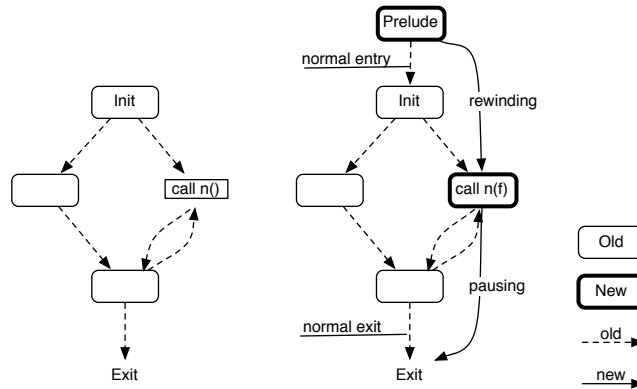 Prelude
normal entry
Init
Init
rewinding
call n()
call n(f)
Old
pausing
New
normal exit
old
Exit
Exit
new